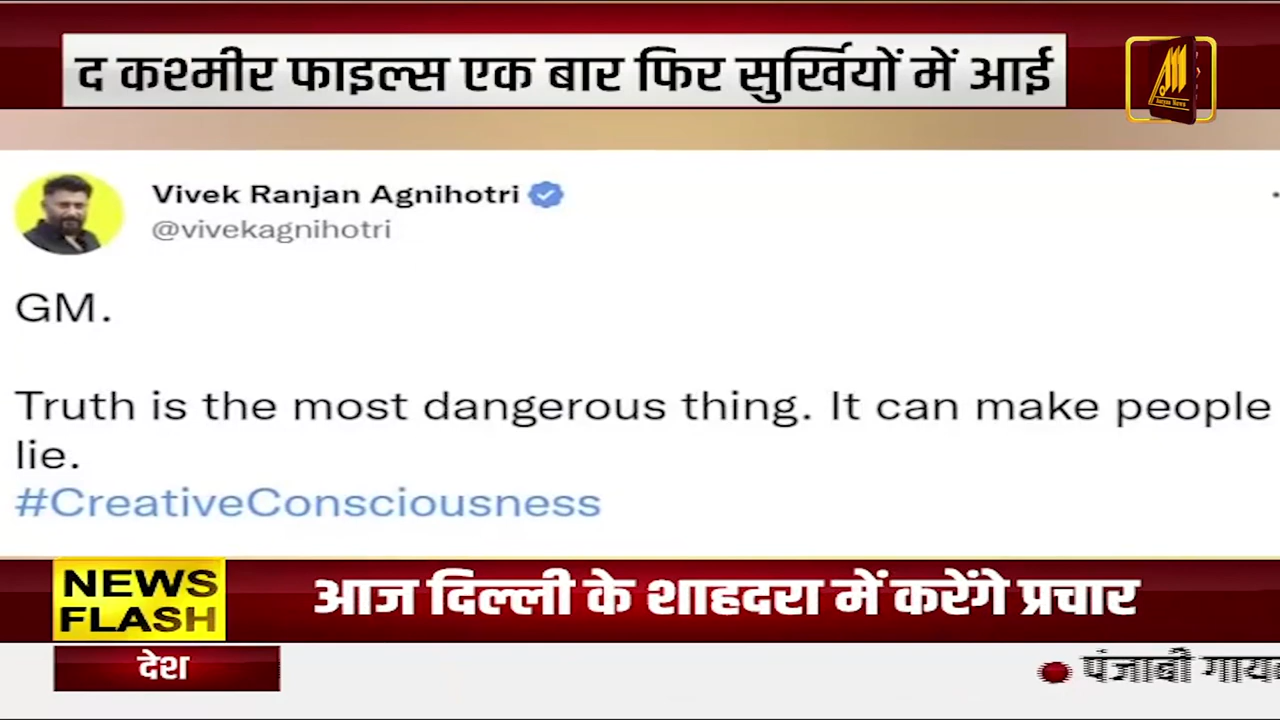 द कश्मीर फाइल्स एक बार फिर सुर्खियों में आई
Vivek Ranjan Agnihotri
@vivekagnihotri
GM.
Truth is the most dangerous thing. It can make people
lie.
#CreativeConsciousness
NEWS
FLASH
आज दिल्ली के शाहदरा में करेंगे प्रचार
देश
पंजाबी